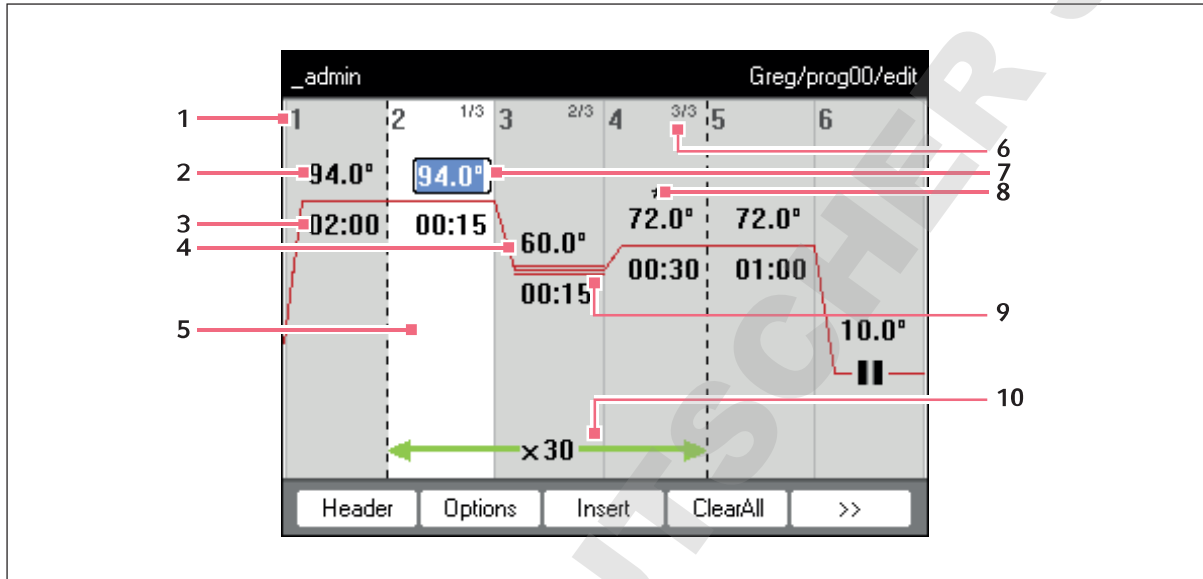 _admin Greg/prog00/edit
1 1 2 1/3 3 2/3 4 3/3 5 6
6
2 94.0° 94.0° 7
* 8
3 02:00 00:15 72.0° 72.0°
4 60.0°
00:30 01:00
00:15 9
5 10.0°
10
×30
Header Options Insert ClearAll >>